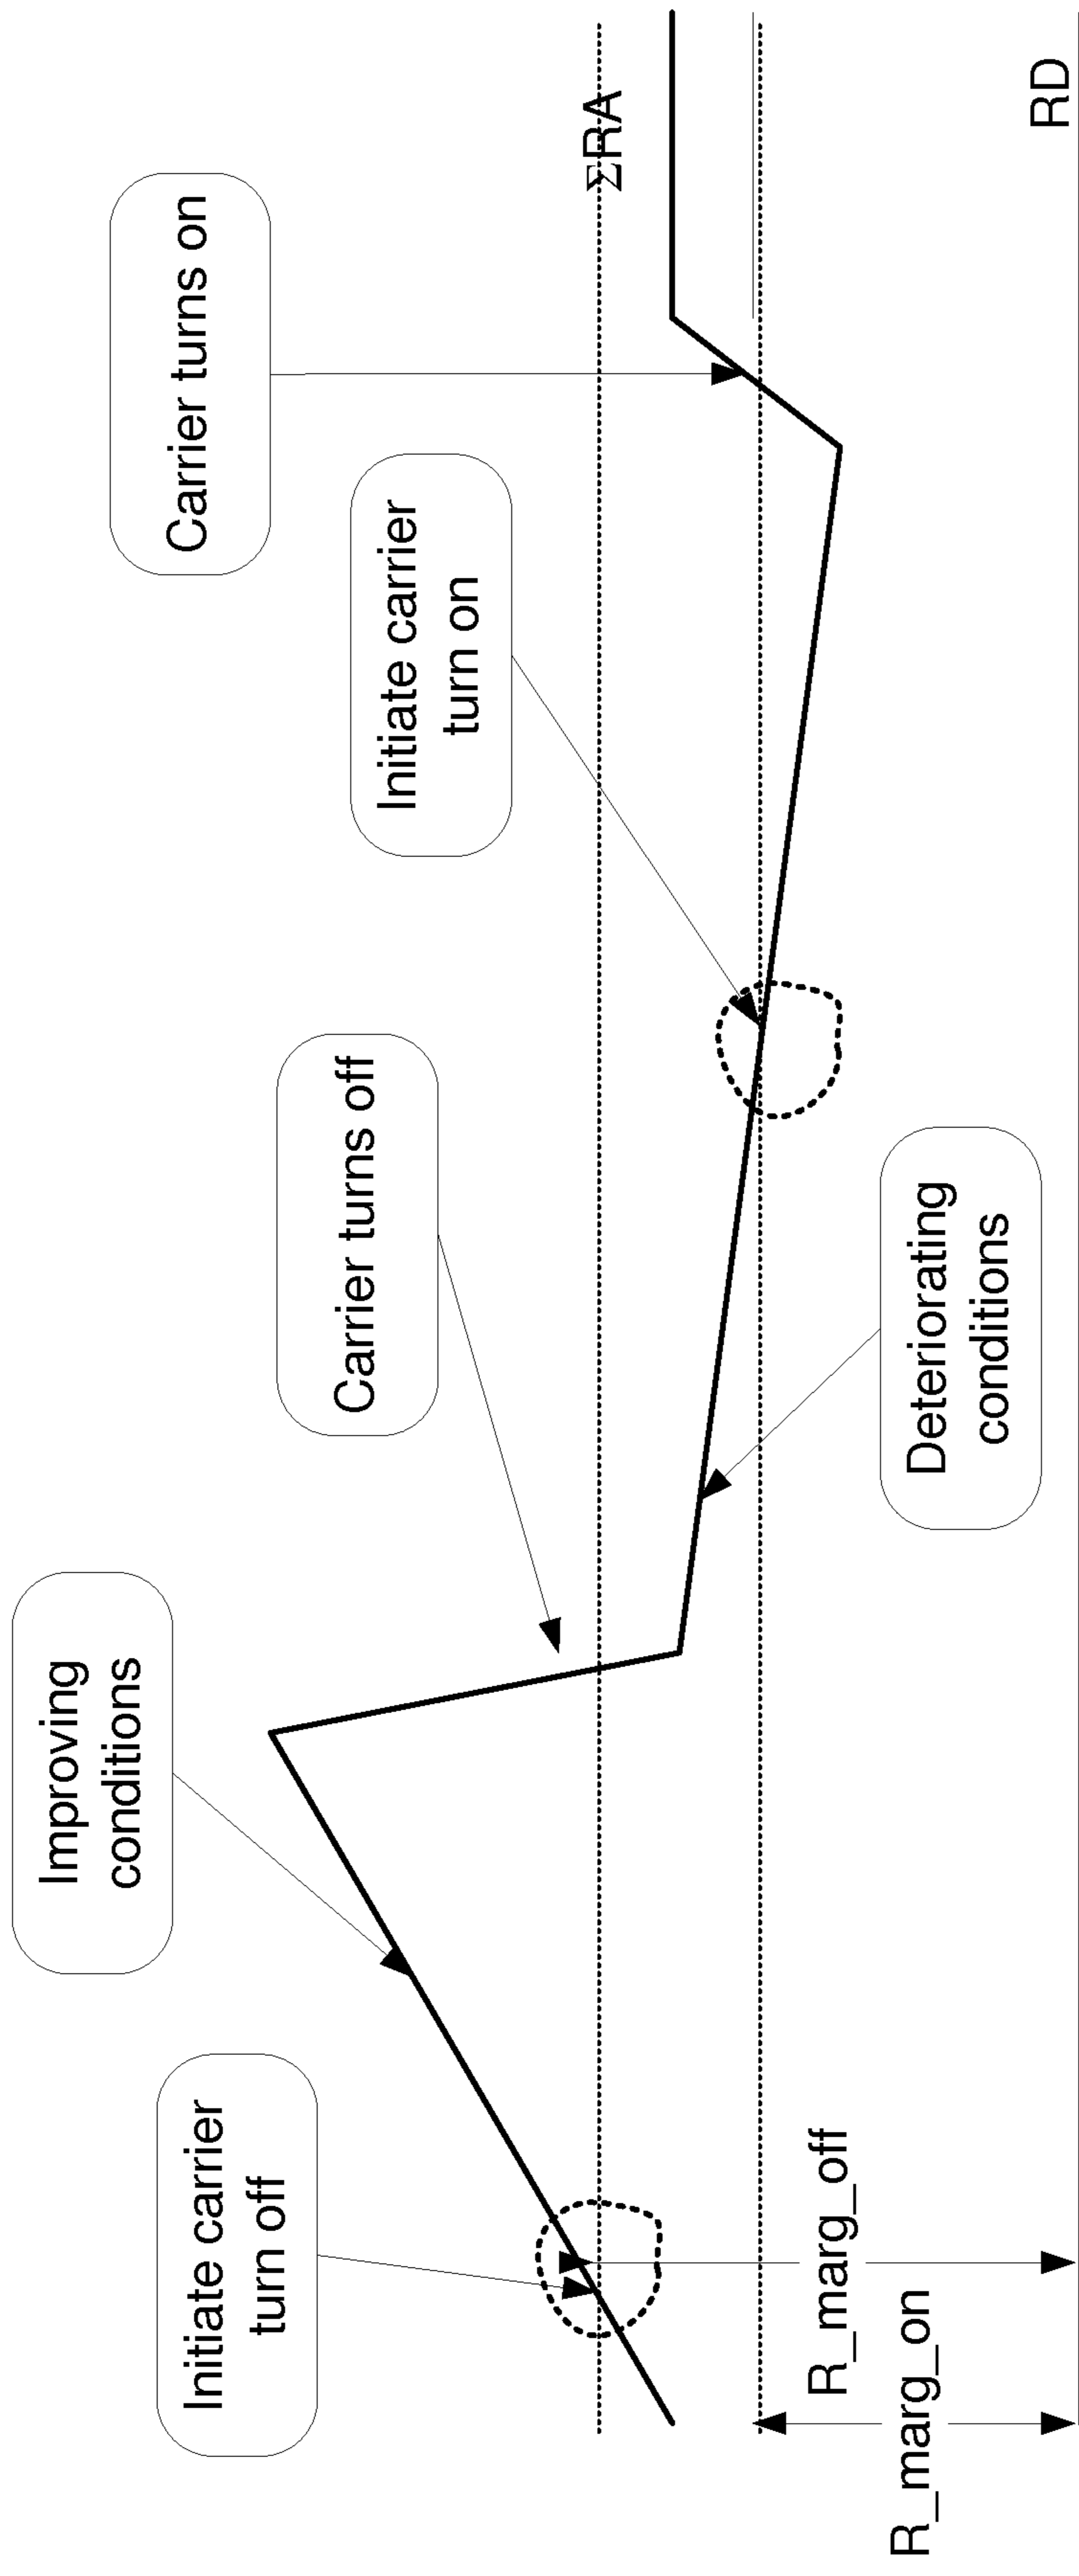 Initiate carrier
turn off
Improving
conditions
Carrier turns off
Initiate carrier
turn on
Carrier turns on
ΣRA
Deteriorating
conditions
R_marg_off
R_marg_on
RD